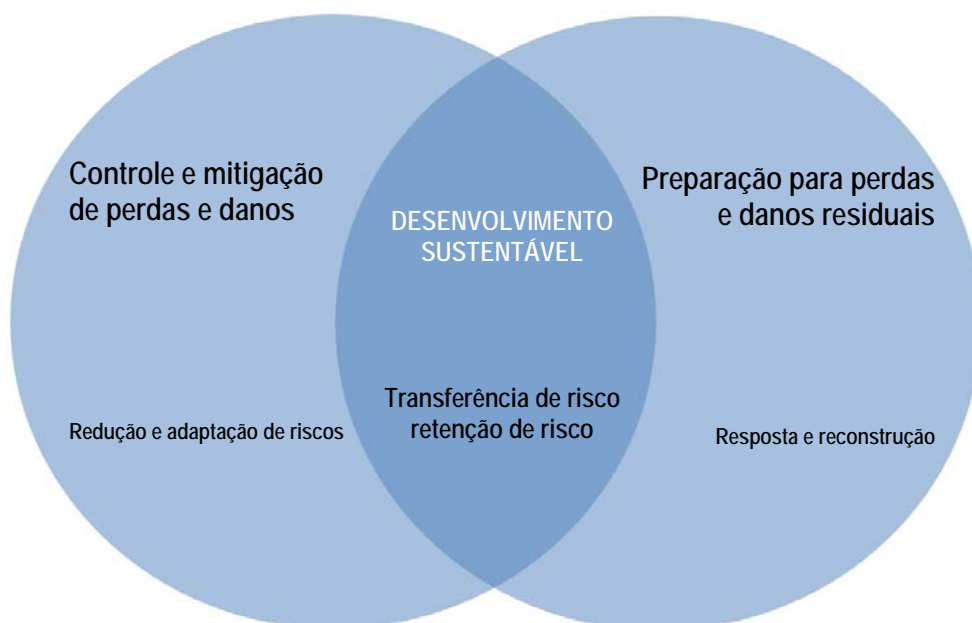 Controle e mitigação
de perdas e danos
Preparação para perdas
e danos residuais
DESENVOLVIMENTO
SUSTENTÁVEL
Transferência de risco
retenção de risco
Redução e adaptação de riscos
Resposta e reconstrução